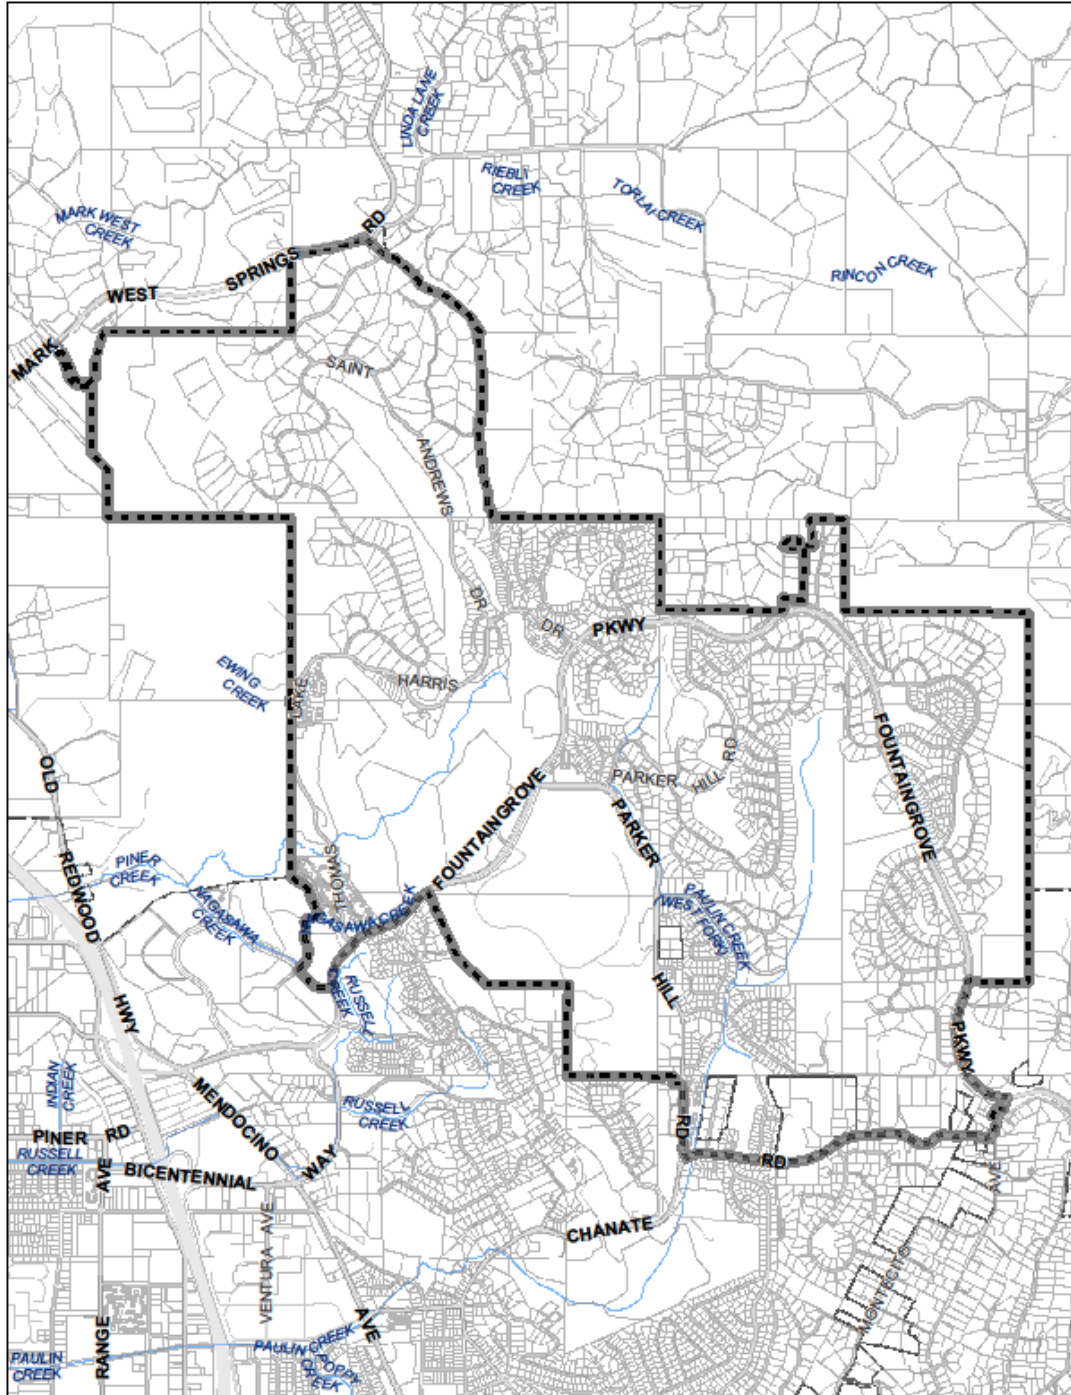 LINDA LANE
CREEK
RIEBLI
CREEK
TORLAI CREEK
MARK WEST
CREEK
RD
RINCON CREEK
SPRINGS
WEST
MARK
SAINT
ANDREWS
DR
DR
PKWY
EWING
CREEK
LAKE
HARRIS
FOUNTAINGROVE
OLD
PARKER
HILL
RD
FOUNTAINGROVE
PARKER
REDWOOD
PINER
CREEK
THOMAS
NAGASAWA
CREEK
NAGASAWA CREEK
PAULIN CREEK
(WEST FORK)
RUSSELL
CREEK
HILL
HWY
PKWY
INDIAN
CREEK
MENDOCINO
RUSSELL
CREEK
PINER
RD
RUSSELL
CREEK
AVE
BICENTENNIAL
WAY
RD
RD
AVE
VENTURA AVE
CHANATE
MONTECITO
RANGE
AVE
PAULIN CREEK
PAULIN
CREEK
POPPY
CREEK